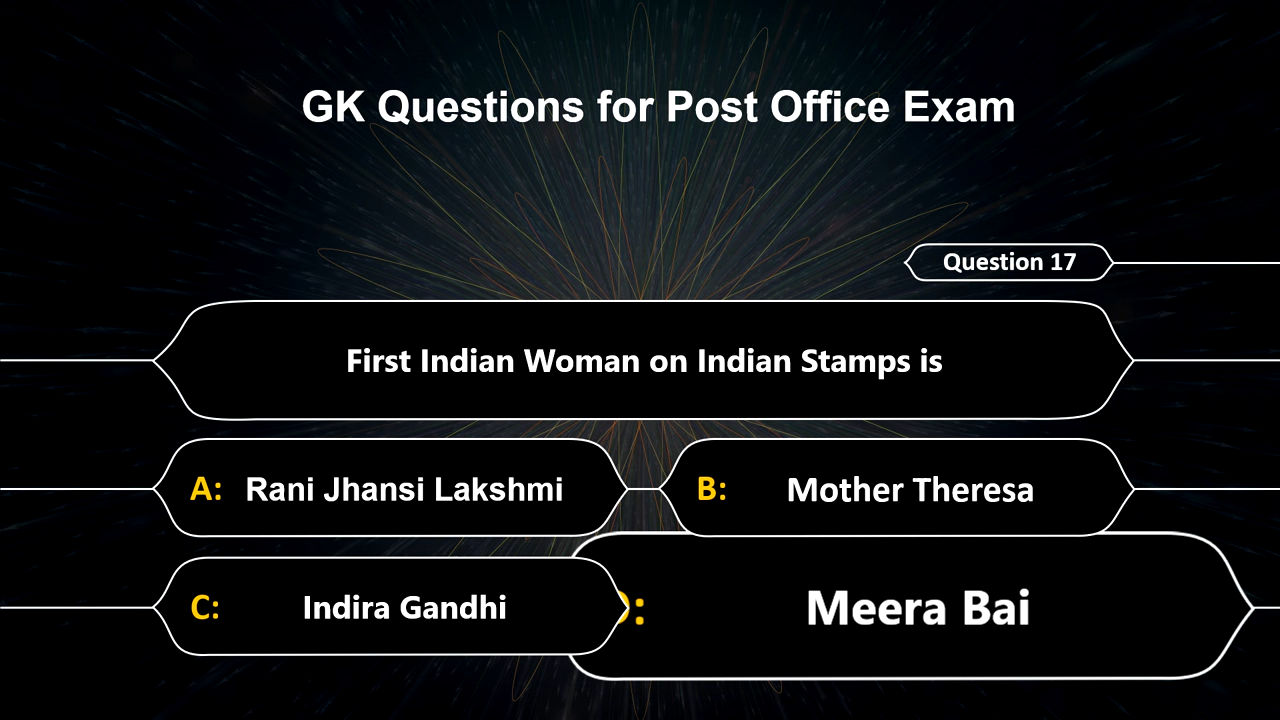 GK Questions for Post Office Exam
Question 17
First Indian Woman on Indian Stamps is
A: Rani Jhansi Lakshmi
B: Mother Theresa
C: Indira Gandhi
D: Meera Bai